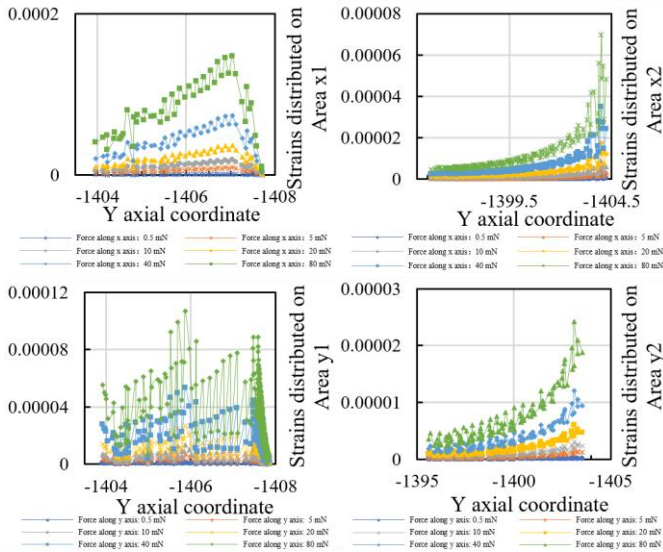 0.0002
0
-1404 -1406 -1408
Y axial coordinate
Strains distributed on
Area x1
Force along x axis: 0.5 mN Force along x axis: 5 mN
Force along x axis: 10 mN Force along x axis: 20 mN
Force along x axis: 40 mN Force along x axis: 80 mN
0.00008
0.00006
0.00004
0.00002
0
-1399.5 -1404.5
Y axial coordinate
Strains distributed on
Area x2
Force along x axis: 0.5 mN Force along x axis: 5 mN
Force along x axis: 10 mN Force along x axis: 20 mN
Force along x axis: 40 mN Force along x axis: 80 mN
0.00012
0.00008
0.00004
0
-1404 -1406 -1408
Y axial coordinate
Strains distributed on
Area y1
Force along y axis: 0.5 mN Force along y axis: 5 mN
Force along y axis: 10 mN Force along y axis: 20 mN
Force along y axis: 40 mN Force along y axis: 80 mN
0.00003
0.00002
0.00001
0
-1395 -1400 -1405
Y axial coordinate
Strains distributed on
Area y2
Force along y axis: 0.5 mN Force along y axis: 5 mN
Force along y axis: 10 mN Force along y axis: 20 mN
Force along y axis: 40 mN Force along y axis: 80 mN